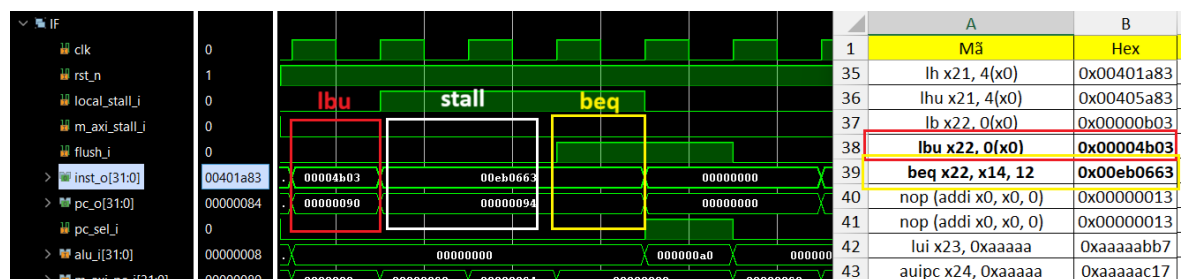 IF
clk 0
rst_n 1
local_stall_i 0
m_axi_stall_i 0
flush_i 0
inst_o[31:0] 00401a83
pc_o[31:0] 00000084
pc_sel_i 0
alu_i[31:0] 00000008
lbu stall beq
00004b03 00eb0663 00000000
00000090 00000094 00000000
00000000 000000a0 000000
A B
1 Mã Hex
35 lh x21, 4(x0) 0x00401a83
36 lhu x21, 4(x0) 0x00405a83
37 lb x22, 0(x0) 0x00000b03
38 lbu x22, 0(x0) 0x00004b03
39 beq x22, x14, 12 0x00eb0663
40 nop (addi x0, x0, 0) 0x00000013
41 nop (addi x0, x0, 0) 0x00000013
42 lui x23, 0xaaaaa 0xaaaaabb7
43 auipc x24, 0xaaaaa 0xaaaaac17